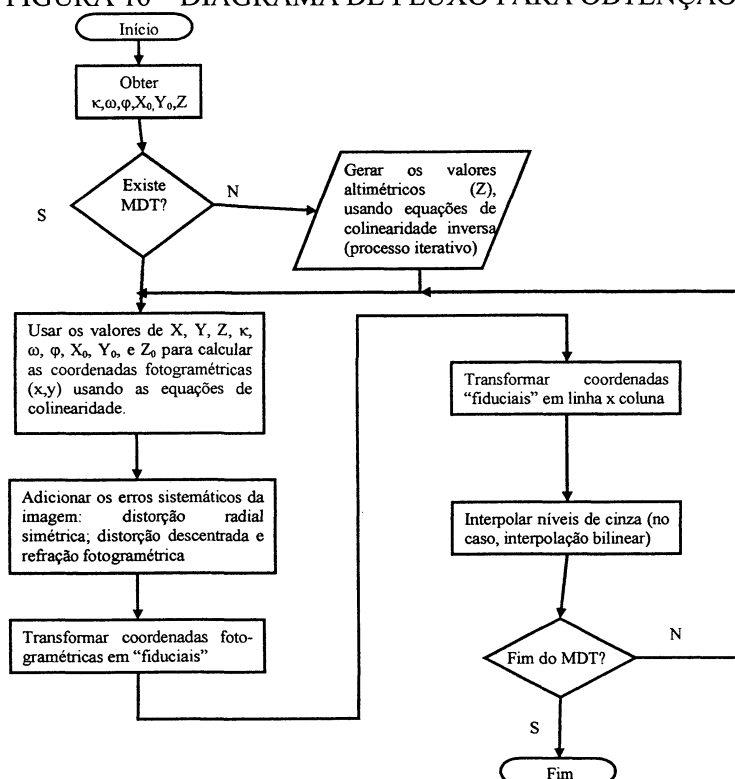 FIGURA 10 – DIAGRAMA DE FLUXO PARA OBTENÇÃO
Início
Obter
κ,ω,φ,X₀,Y₀,Z
Existe
MDT?
N
S
Gerar os valores
altimétricos (Z),
usando equações de
colinearidade inversa
(processo iterativo)
Usar os valores de X, Y, Z, κ,
ω, φ, X₀, Y₀, e Z₀ para calcular
as coordenadas fotogramétricas
(x,y) usando as equações de
colinearidade.
Adicionar os erros sistemáticos da
imagem: distorção radial
simétrica; distorção descentrada e
refração fotogramétrica
Transformar coordenadas foto-
gramétricas em “fiduciais”
Transformar coordenadas
“fiduciais” em linha x coluna
Interpolar níveis de cinza (no
caso, interpolação bilinear)
Fim do MDT?
N
S
Fim